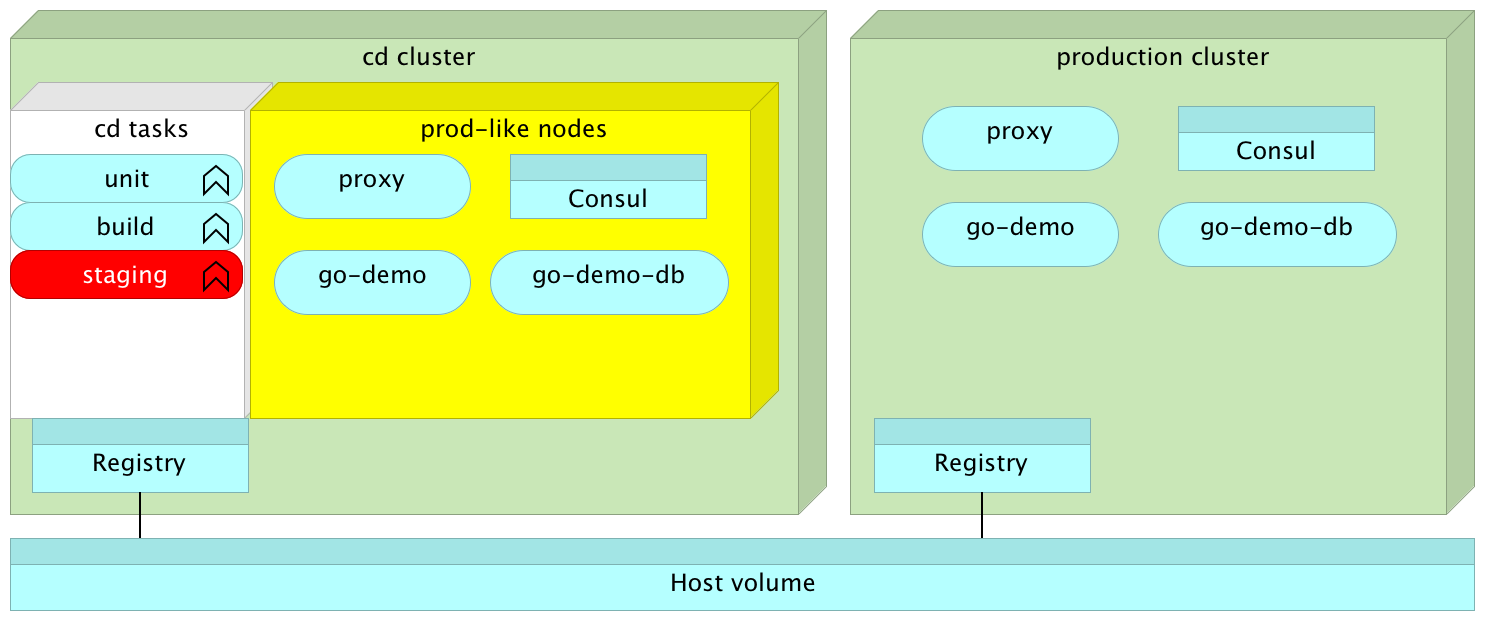 cd cluster
cd tasks
unit
build
staging
prod-like nodes
proxy
Consul
go-demo
go-demo-db
Registry
production cluster
proxy
Consul
go-demo
go-demo-db
Registry
Host volume